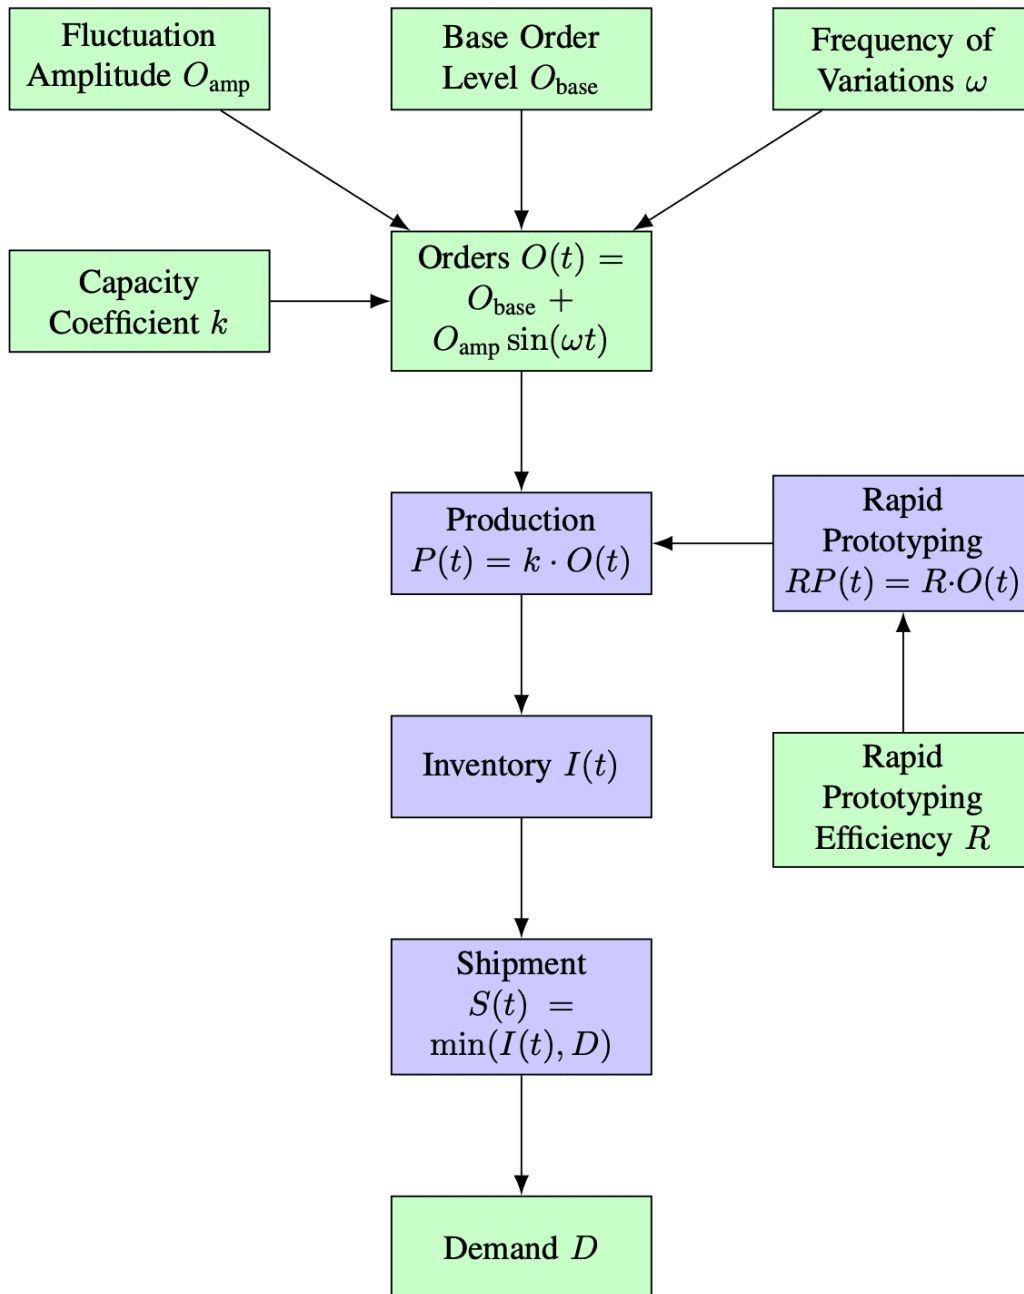 Fluctuation
Amplitude O_amp
Base Order
Level O_base
Frequency of
Variations ω
Capacity
Coefficient k
Orders O(t) =
O_base +
O_amp sin(ωt)
Production
P(t) = k · O(t)
Rapid
Prototyping
RP(t) = R·O(t)
Inventory I(t)
Rapid
Prototyping
Efficiency R
Shipment
S(t) =
min(I(t), D)
Demand D